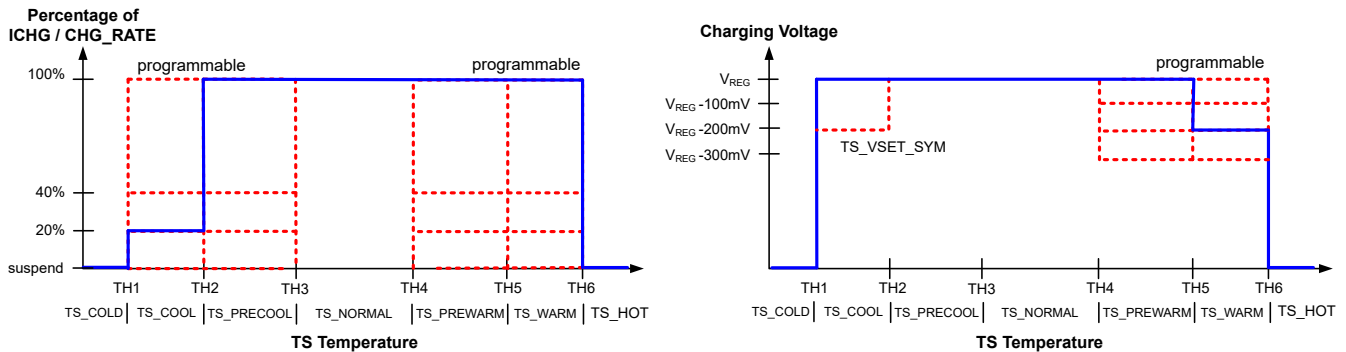 Percentage of
ICHG / CHG_RATE
programmable
programmable
100%
40%
20%
suspend
TH1
TH2
TH3
TH4
TH5
TH6
TS_COLD
TS_COOL
TS_PRECOOL
TS_NORMAL
TS_PREWARM
TS_WARM
TS_HOT
TS Temperature
Charging Voltage
programmable
VREG
VREG -100mV
VREG -200mV
VREG -300mV
TS_VSET_SYM
TH1
TH2
TH3
TH4
TH5
TH6
TS_COLD
TS_COOL
TS_PRECOOL
TS_NORMAL
TS_PREWARM
TS_WARM
TS_HOT
TS Temperature